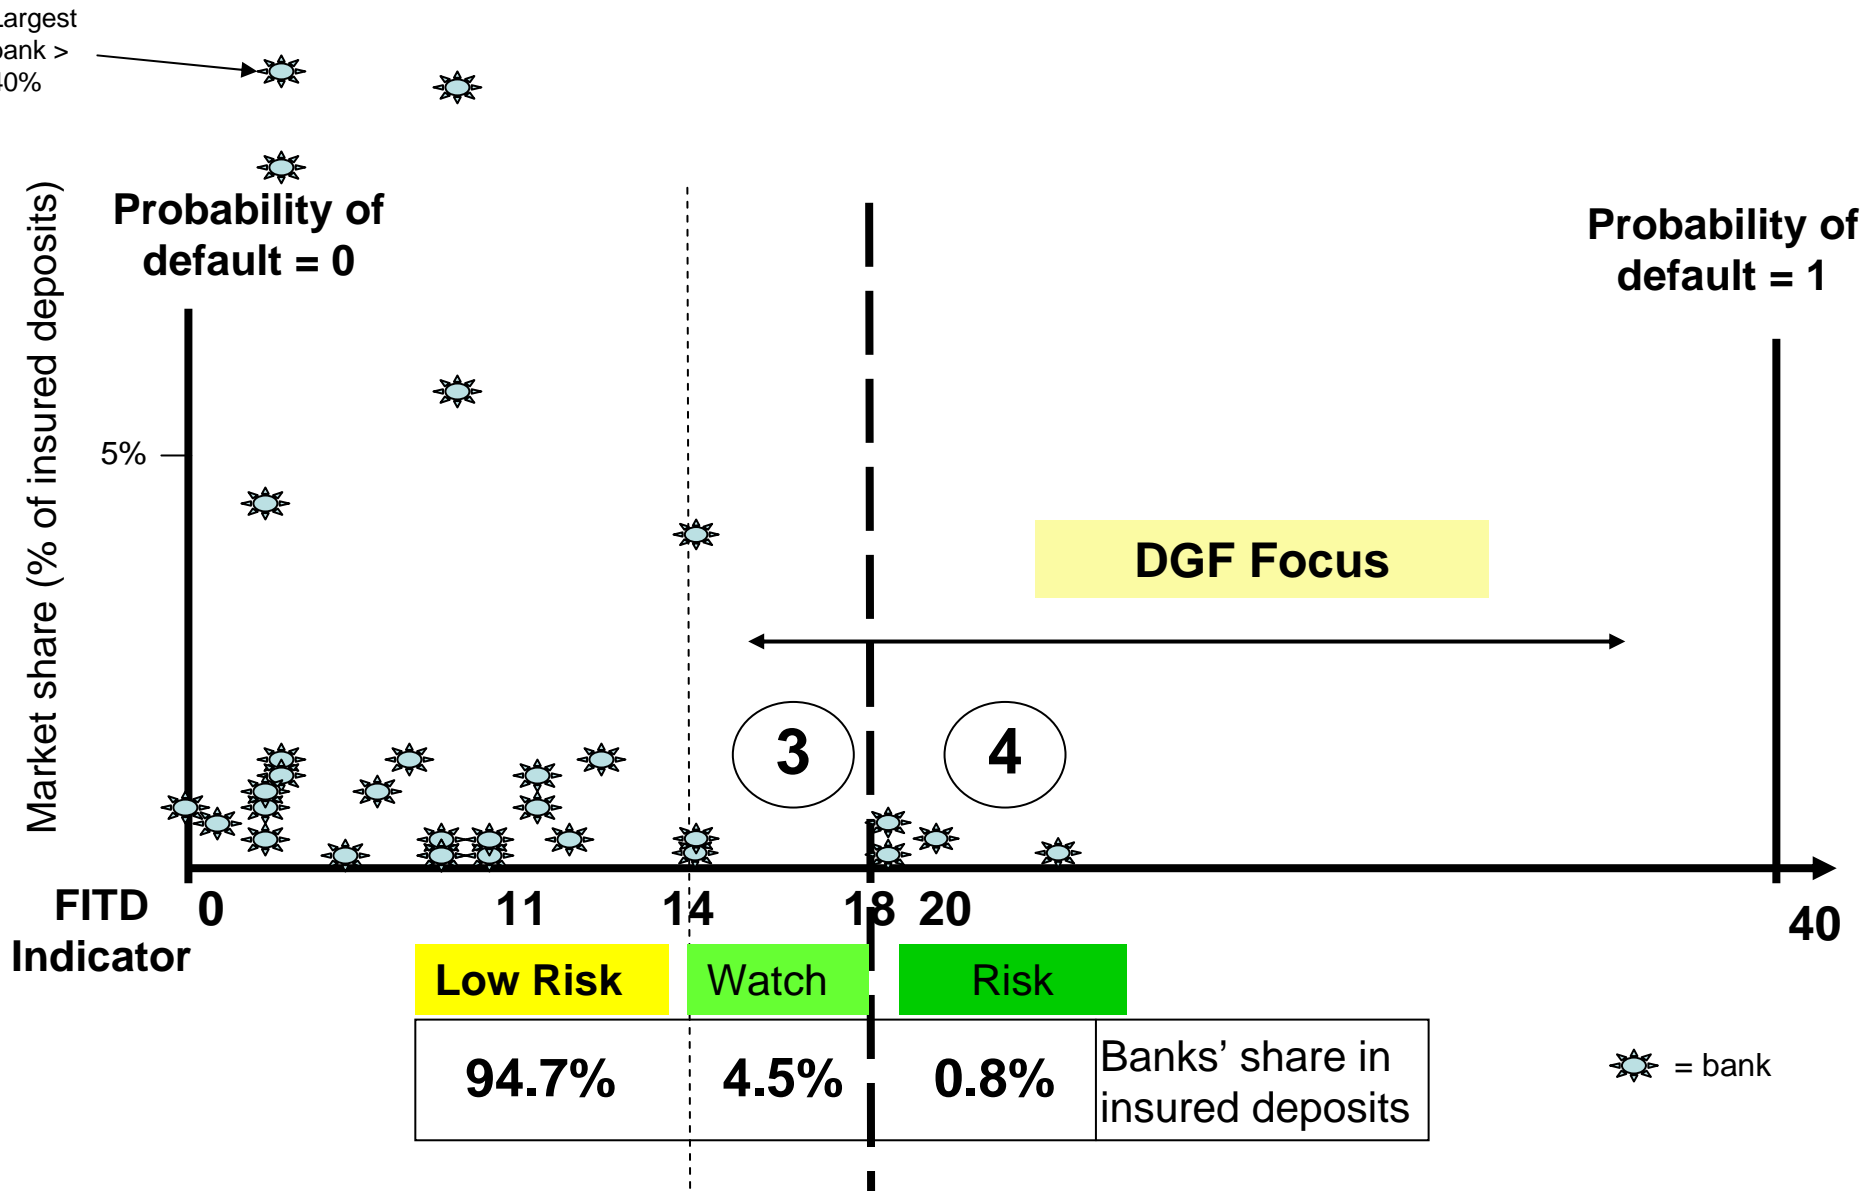 Largest
bank >
40%
Probability of
default = 0
Probability of
default = 1
Market share (% of insured deposits)
5%
DGF Focus
3
4
FITD
Indicator
0
11
14
18
20
40
Low Risk
Watch
Risk
94.7%
4.5%
0.8%
Banks’ share in
insured deposits
= bank